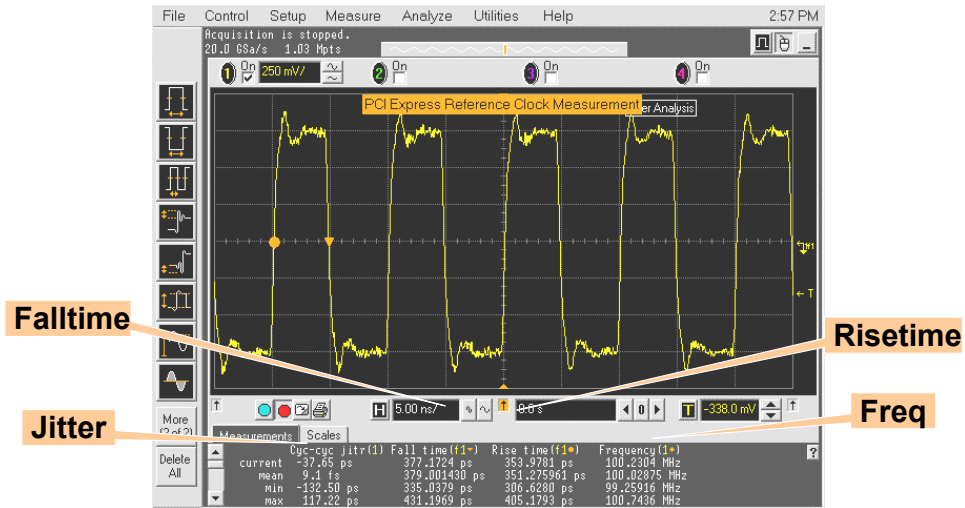 File Control Setup Measure Analyze Utilities Help 2:57 PM
Acquisition is stopped.
20.0 GSa/s 1.03 Mpts
1 On 250 mV/ 2 On 3 On 4 On
PCI Express Reference Clock Measurement
er Analysis
f1
T
Falltime
Risetime
H 5.00 ns/ 0.0 s 0 T -338.0 mV
More
(2 of 2)
Jitter
Freq
Measurements Scales
Delete
All
Cyc-cyc jitr(1) Fall time(f1) Rise time(f1) Frequency(1) ?
current -37.65 ps 377.1724 ps 353.9781 ps 100.2304 MHz
mean 9.1 fs 379.001430 ps 351.275961 ps 100.02875 MHz
min -132.50 ps 335.0379 ps 306.6280 ps 99.25916 MHz
max 117.22 ps 431.1969 ps 405.1793 ps 100.7436 MHz